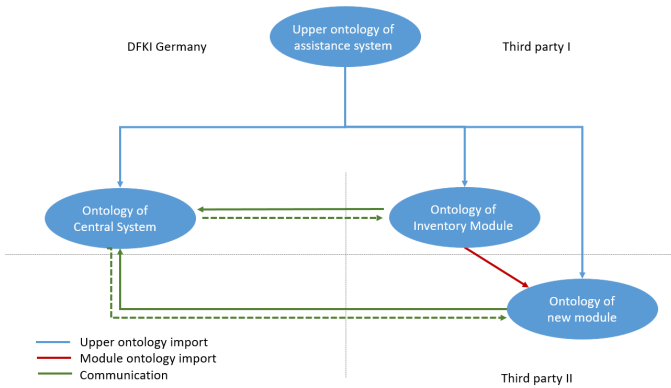 Upper ontology of
assistance system
DFKI Germany
Third party I
Ontology of
Central System
Ontology of
Inventory Module
Ontology of
new module
Upper ontology import
Module ontology import
Communication
Third party II